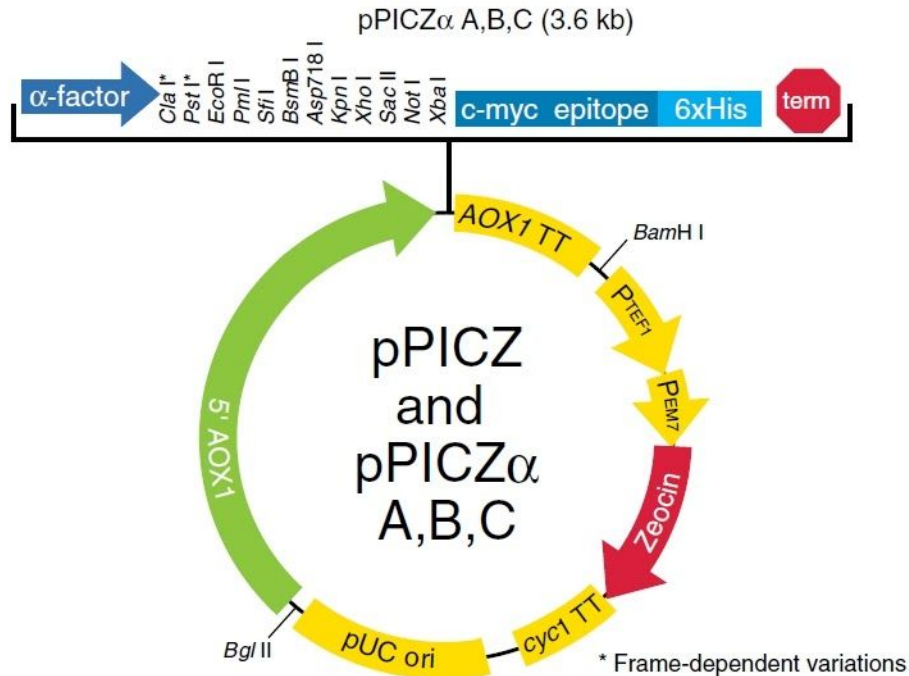 pPICZα A,B,C (3.6 kb)
α-factor
Cla I*
Pst I*
EcoR I
Pml I
Sfi I
BsmB I
Asp718 I
Kpn I
Xho I
Sac II
Not I
Xba I
c-myc epitope
6xHis
term
AOX1 TT
BamH I
PTEF1
PEM7
Zeocin
cyc1 TT
pUC ori
Bgl II
5' AOX1
pPICZ
and
pPICZα
A,B,C
* Frame-dependent variations